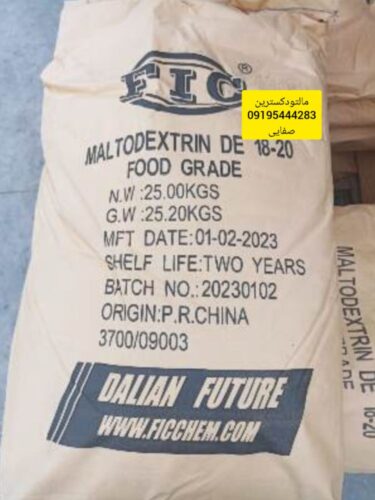 FIC®
مالتودکسترین
09195444283
صفایی
MALTODEXTRIN DE 18-20
FOOD GRADE
N.W:25.00KGS
G.W:25.20KGS
MFT DATE:01-02-2023
SHELF LIFE:TWO YEARS
BATCH NO.:20230102
ORIGIN:P.R.CHINA
3700/09003
DALIAN FUTURE
WWW.FICCHEM.COM
MALTODEXTRIN DE 18-20
GRADE